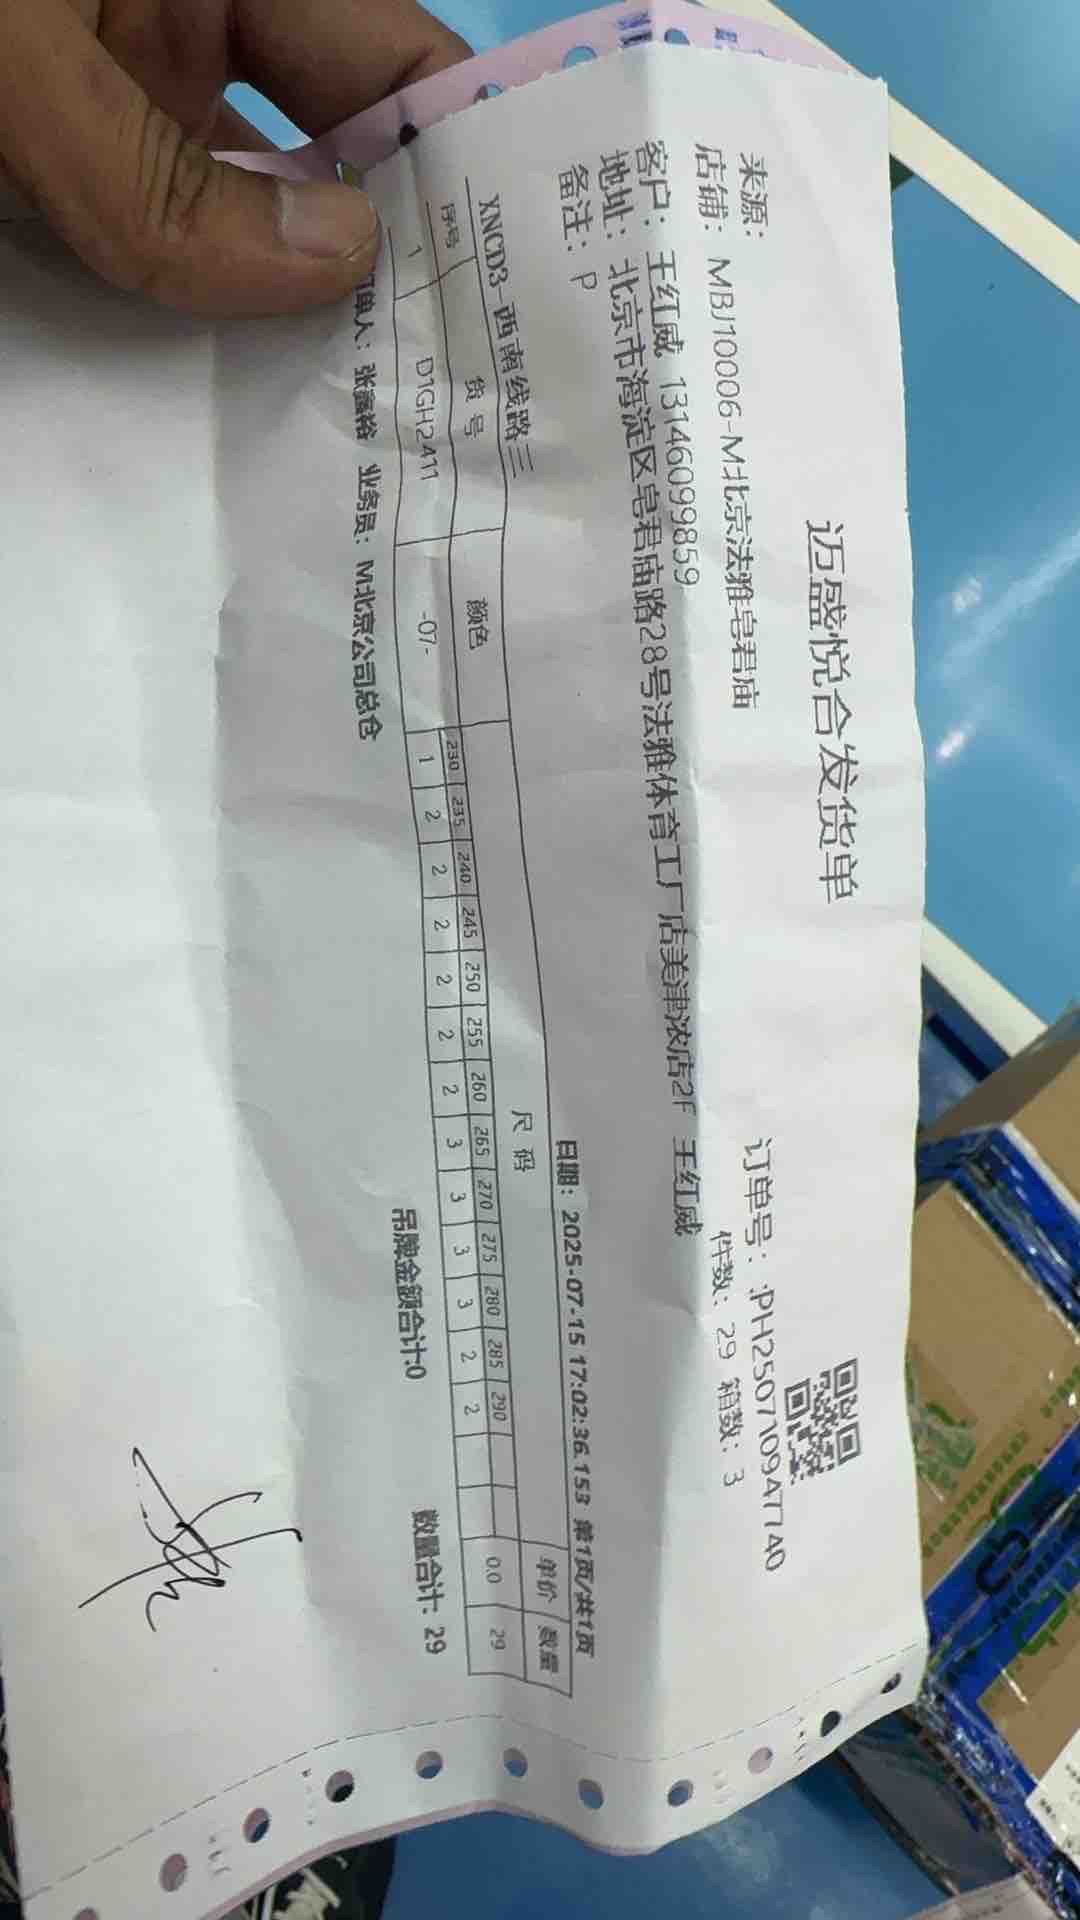 迈盛悦合发货单
来源：
订单号：:PH25071094T740
店铺：MBJ10006-M北京法雅皂君庙
件数：29 箱数：3
客户：王红威 13146099859
地址：北京市海淀区皂君庙路28号法雅体育工厂店美津浓店2F 王红威
备注：P
日期：2025-07-15 17:02:36.153 第1页/共1页
XNCD3-西南线路三
序号 货号 颜色 尺码 单价 数量
230 235 240 245 250 255 260 265 270 275 280 285 290
1 D1GH2411 -07- 1 2 2 2 2 2 2 3 3 3 3 2 2 0.0 29
订单人：张鑫裕 业务员：M北京公司总仓 吊牌金额合计:0 数量合计：29